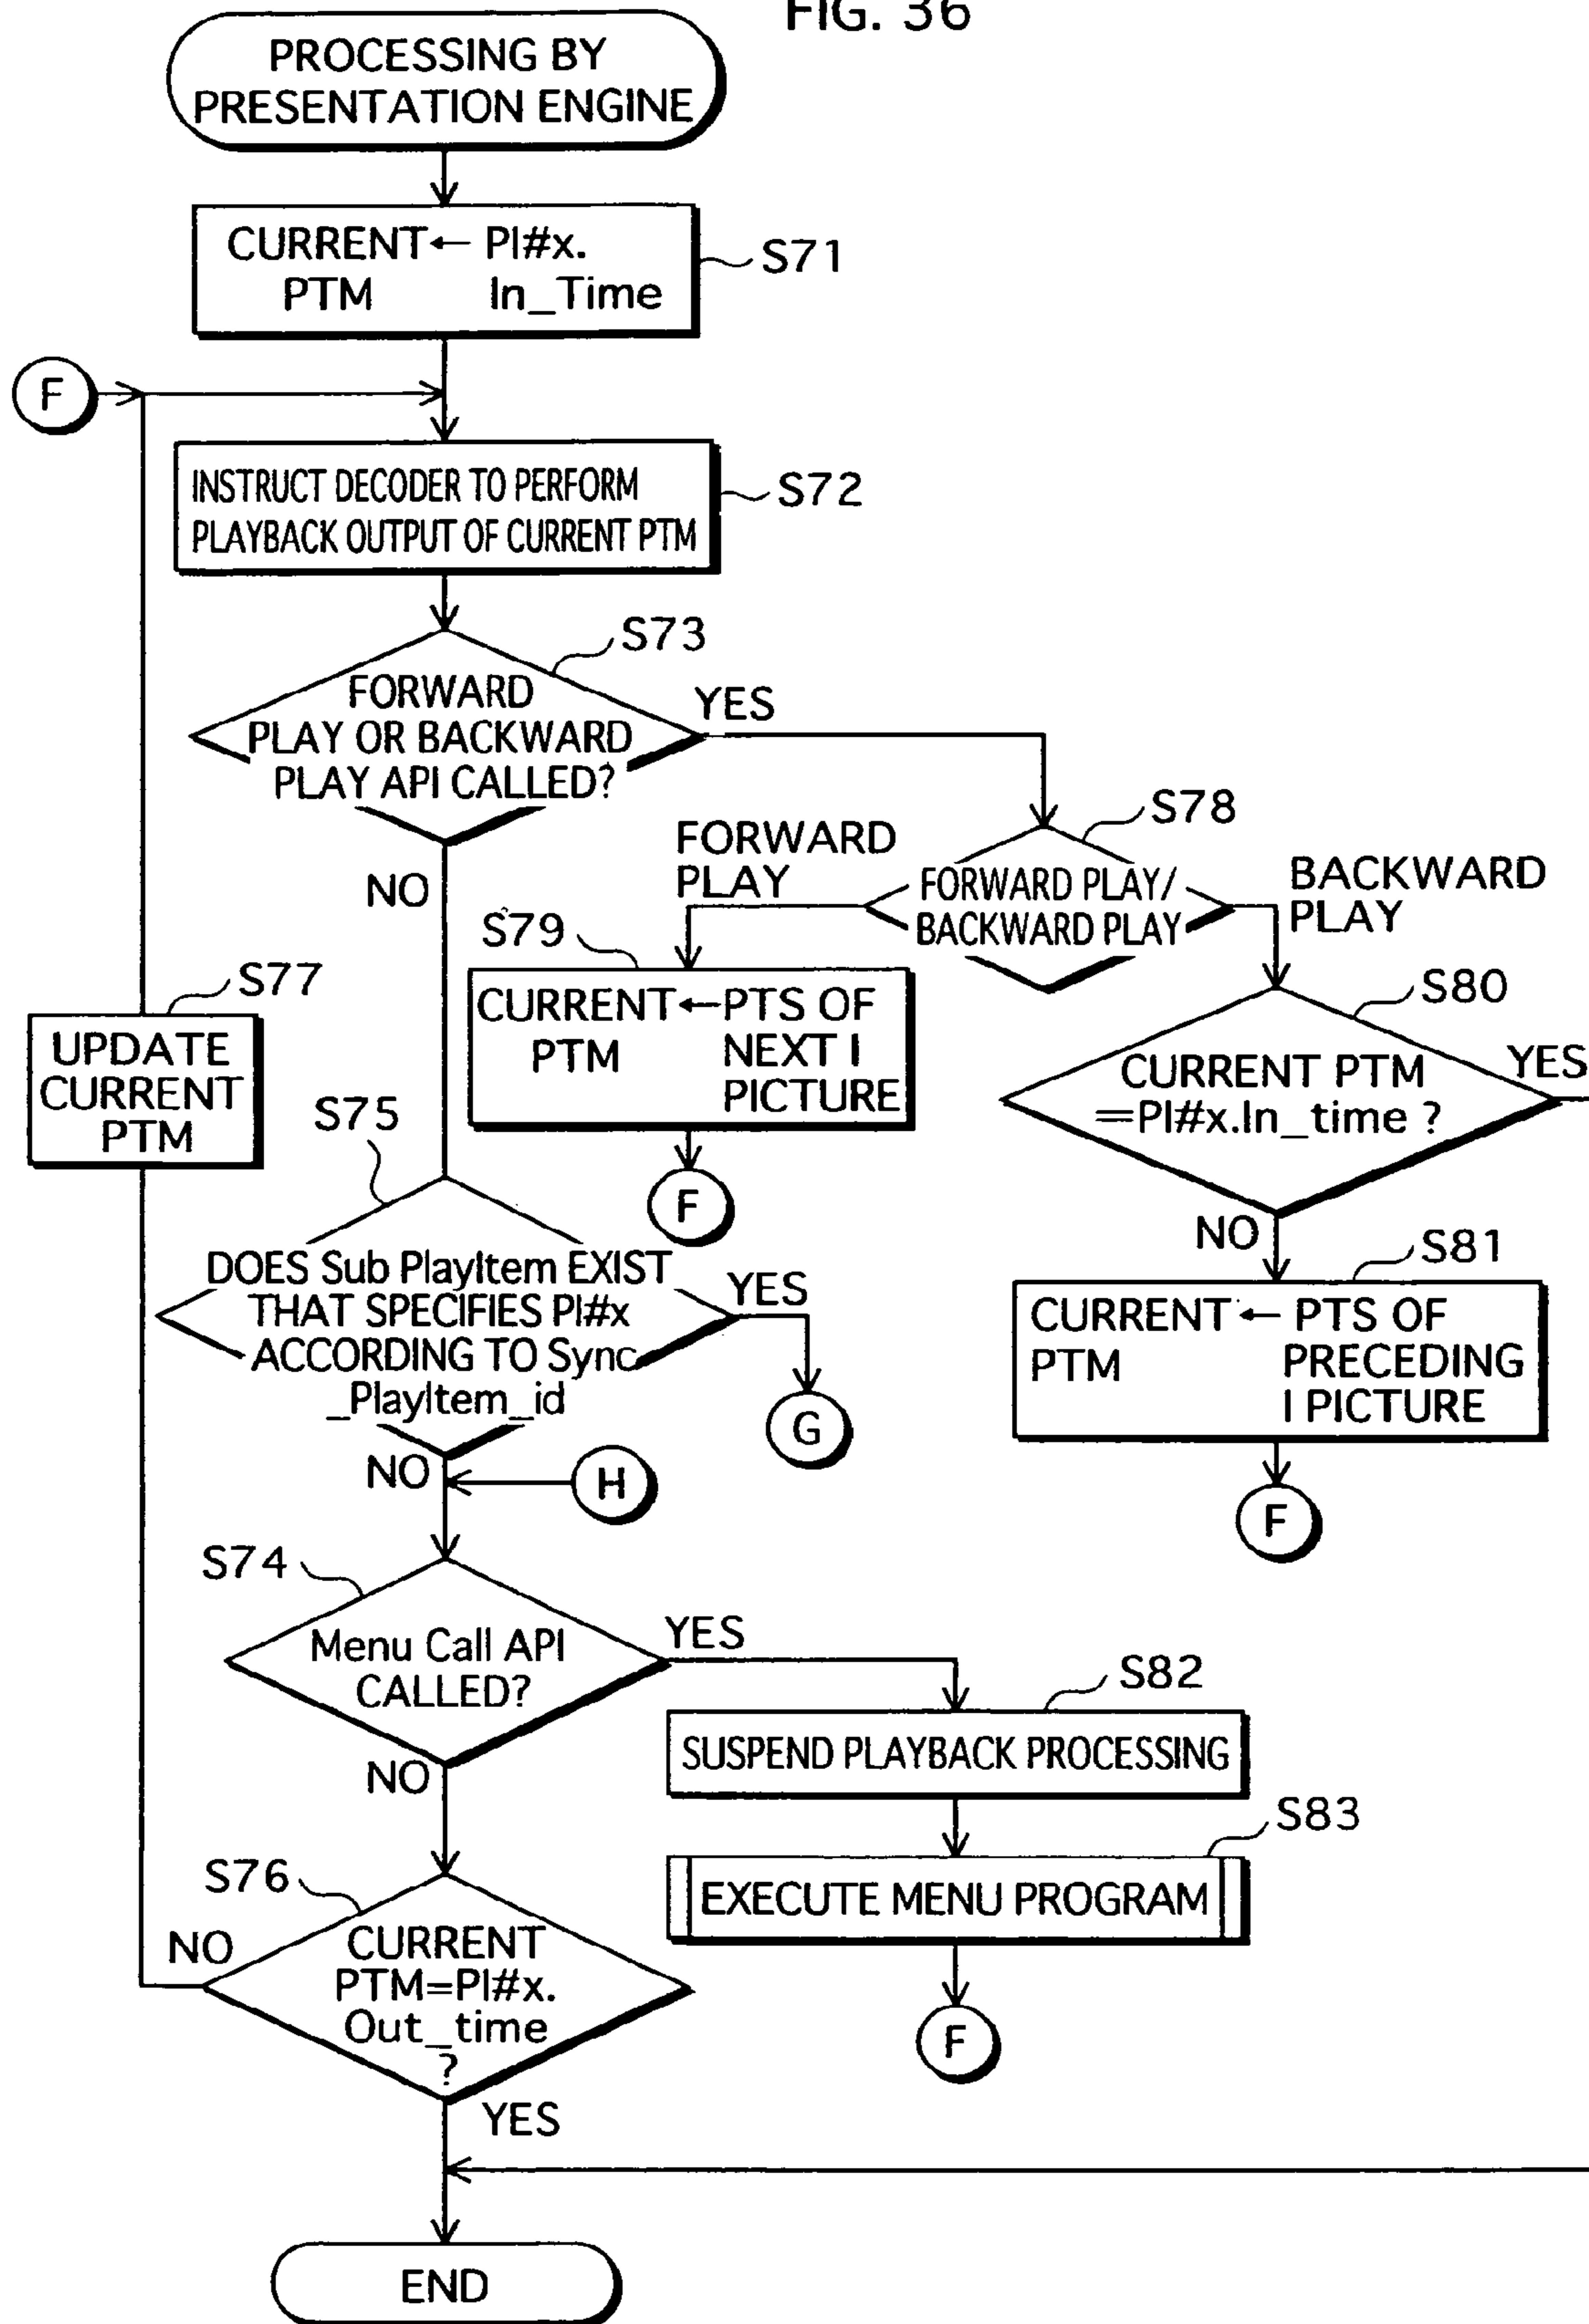 FIG. 36
PROCESSING BY
PRESENTATION ENGINE
CURRENT ← PI#x.
PTM In_Time
S71
F
INSTRUCT DECODER TO PERFORM
PLAYBACK OUTPUT OF CURRENT PTM
S72
S73
FORWARD
PLAY OR BACKWARD
PLAY API CALLED?
YES
NO
S78
FORWARD
PLAY
FORWARD PLAY/
BACKWARD PLAY
BACKWARD
PLAY
S79
CURRENT ← PTS OF
PTM NEXT I
PICTURE
F
S80
CURRENT PTM
=PI#x.In_time ?
YES
NO
S81
CURRENT ← PTS OF
PTM PRECEDING
I PICTURE
F
S77
UPDATE
CURRENT
PTM
S75
DOES Sub PlayItem EXIST
THAT SPECIFIES PI#x
ACCORDING TO Sync
_PlayItem_id
YES
G
NO
H
S74
Menu Call API
CALLED?
YES
NO
S82
SUSPEND PLAYBACK PROCESSING
S83
EXECUTE MENU PROGRAM
F
S76
CURRENT
PTM=PI#x.
Out_time
?
NO
YES
END